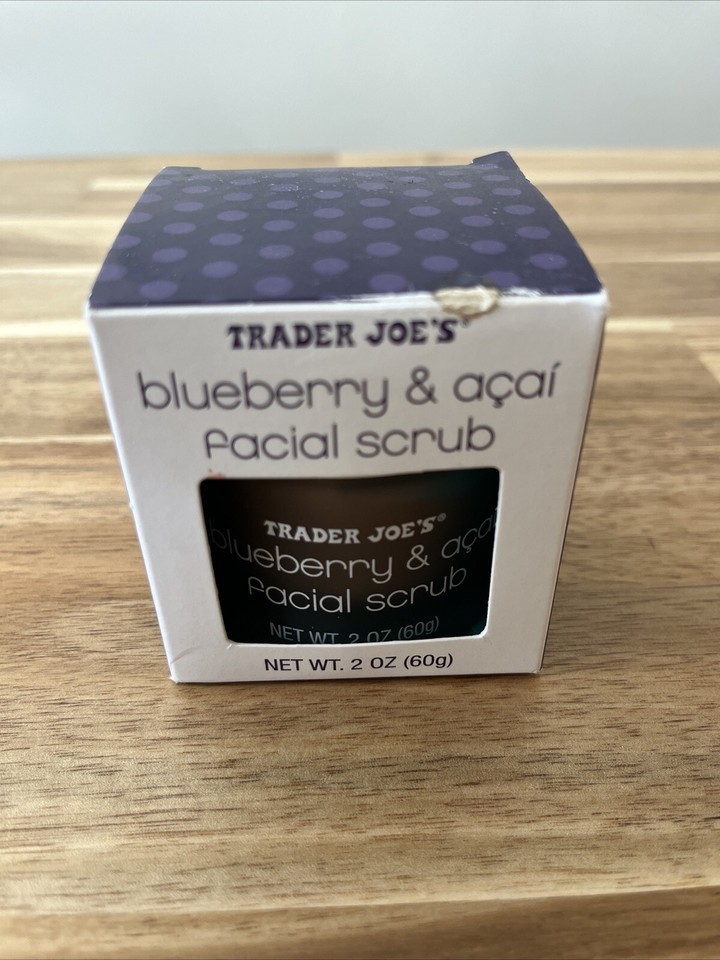 TRADER JOE'S®
blueberry & açaí
facial scrub
TRADER JOE'S®
blueberry & açaí
facial scrub
NET WT. 2 OZ (60g)
NET WT. 2 OZ (60g)